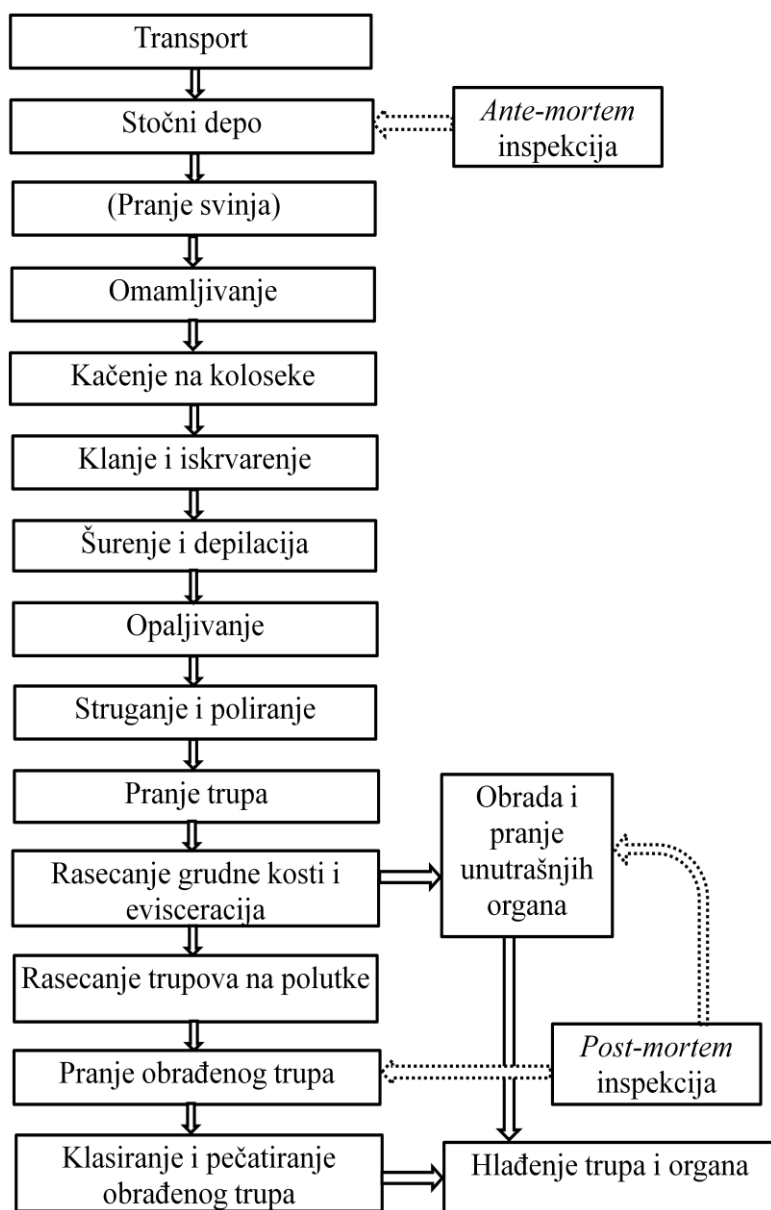 Transport
Stočni depo
Ante-mortem
inspekcija
(Pranje svinja)
Omamljivanje
Kačenje na koloseke
Klanje i iskrvarenje
Šurenje i depilacija
Opaljivanje
Struganje i poliranje
Pranje trupa
Obrada i
pranje
unutrašnjih
organa
Rasecanje grudne kosti i
evisceracija
Rasecanje trupova na polutke
Pranje obrađenog trupa
Post-mortem
inspekcija
Klasiranje i pečatiranje
obrađenog trupa
Hlađenje trupa i organa